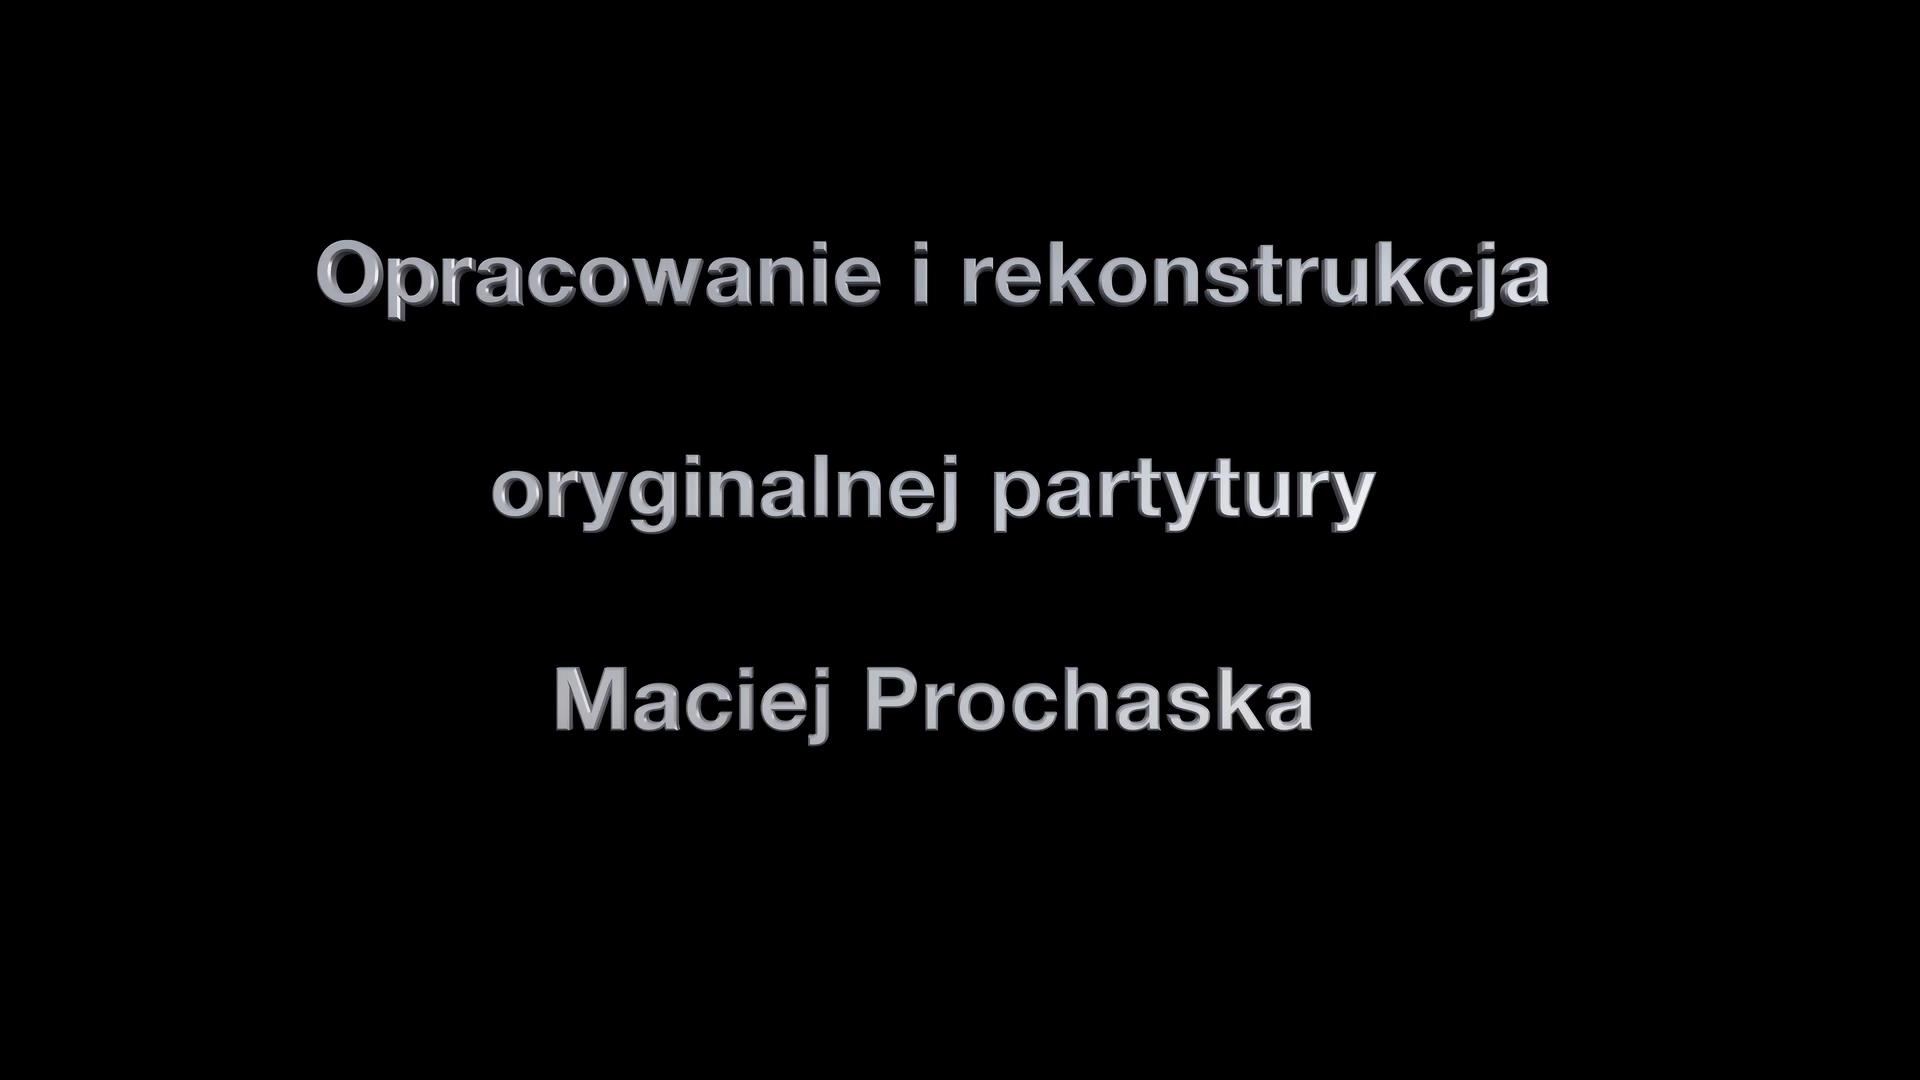 Opracowanie i rekonstrukcja
oryginalnej partytury
Maciej Prochaska